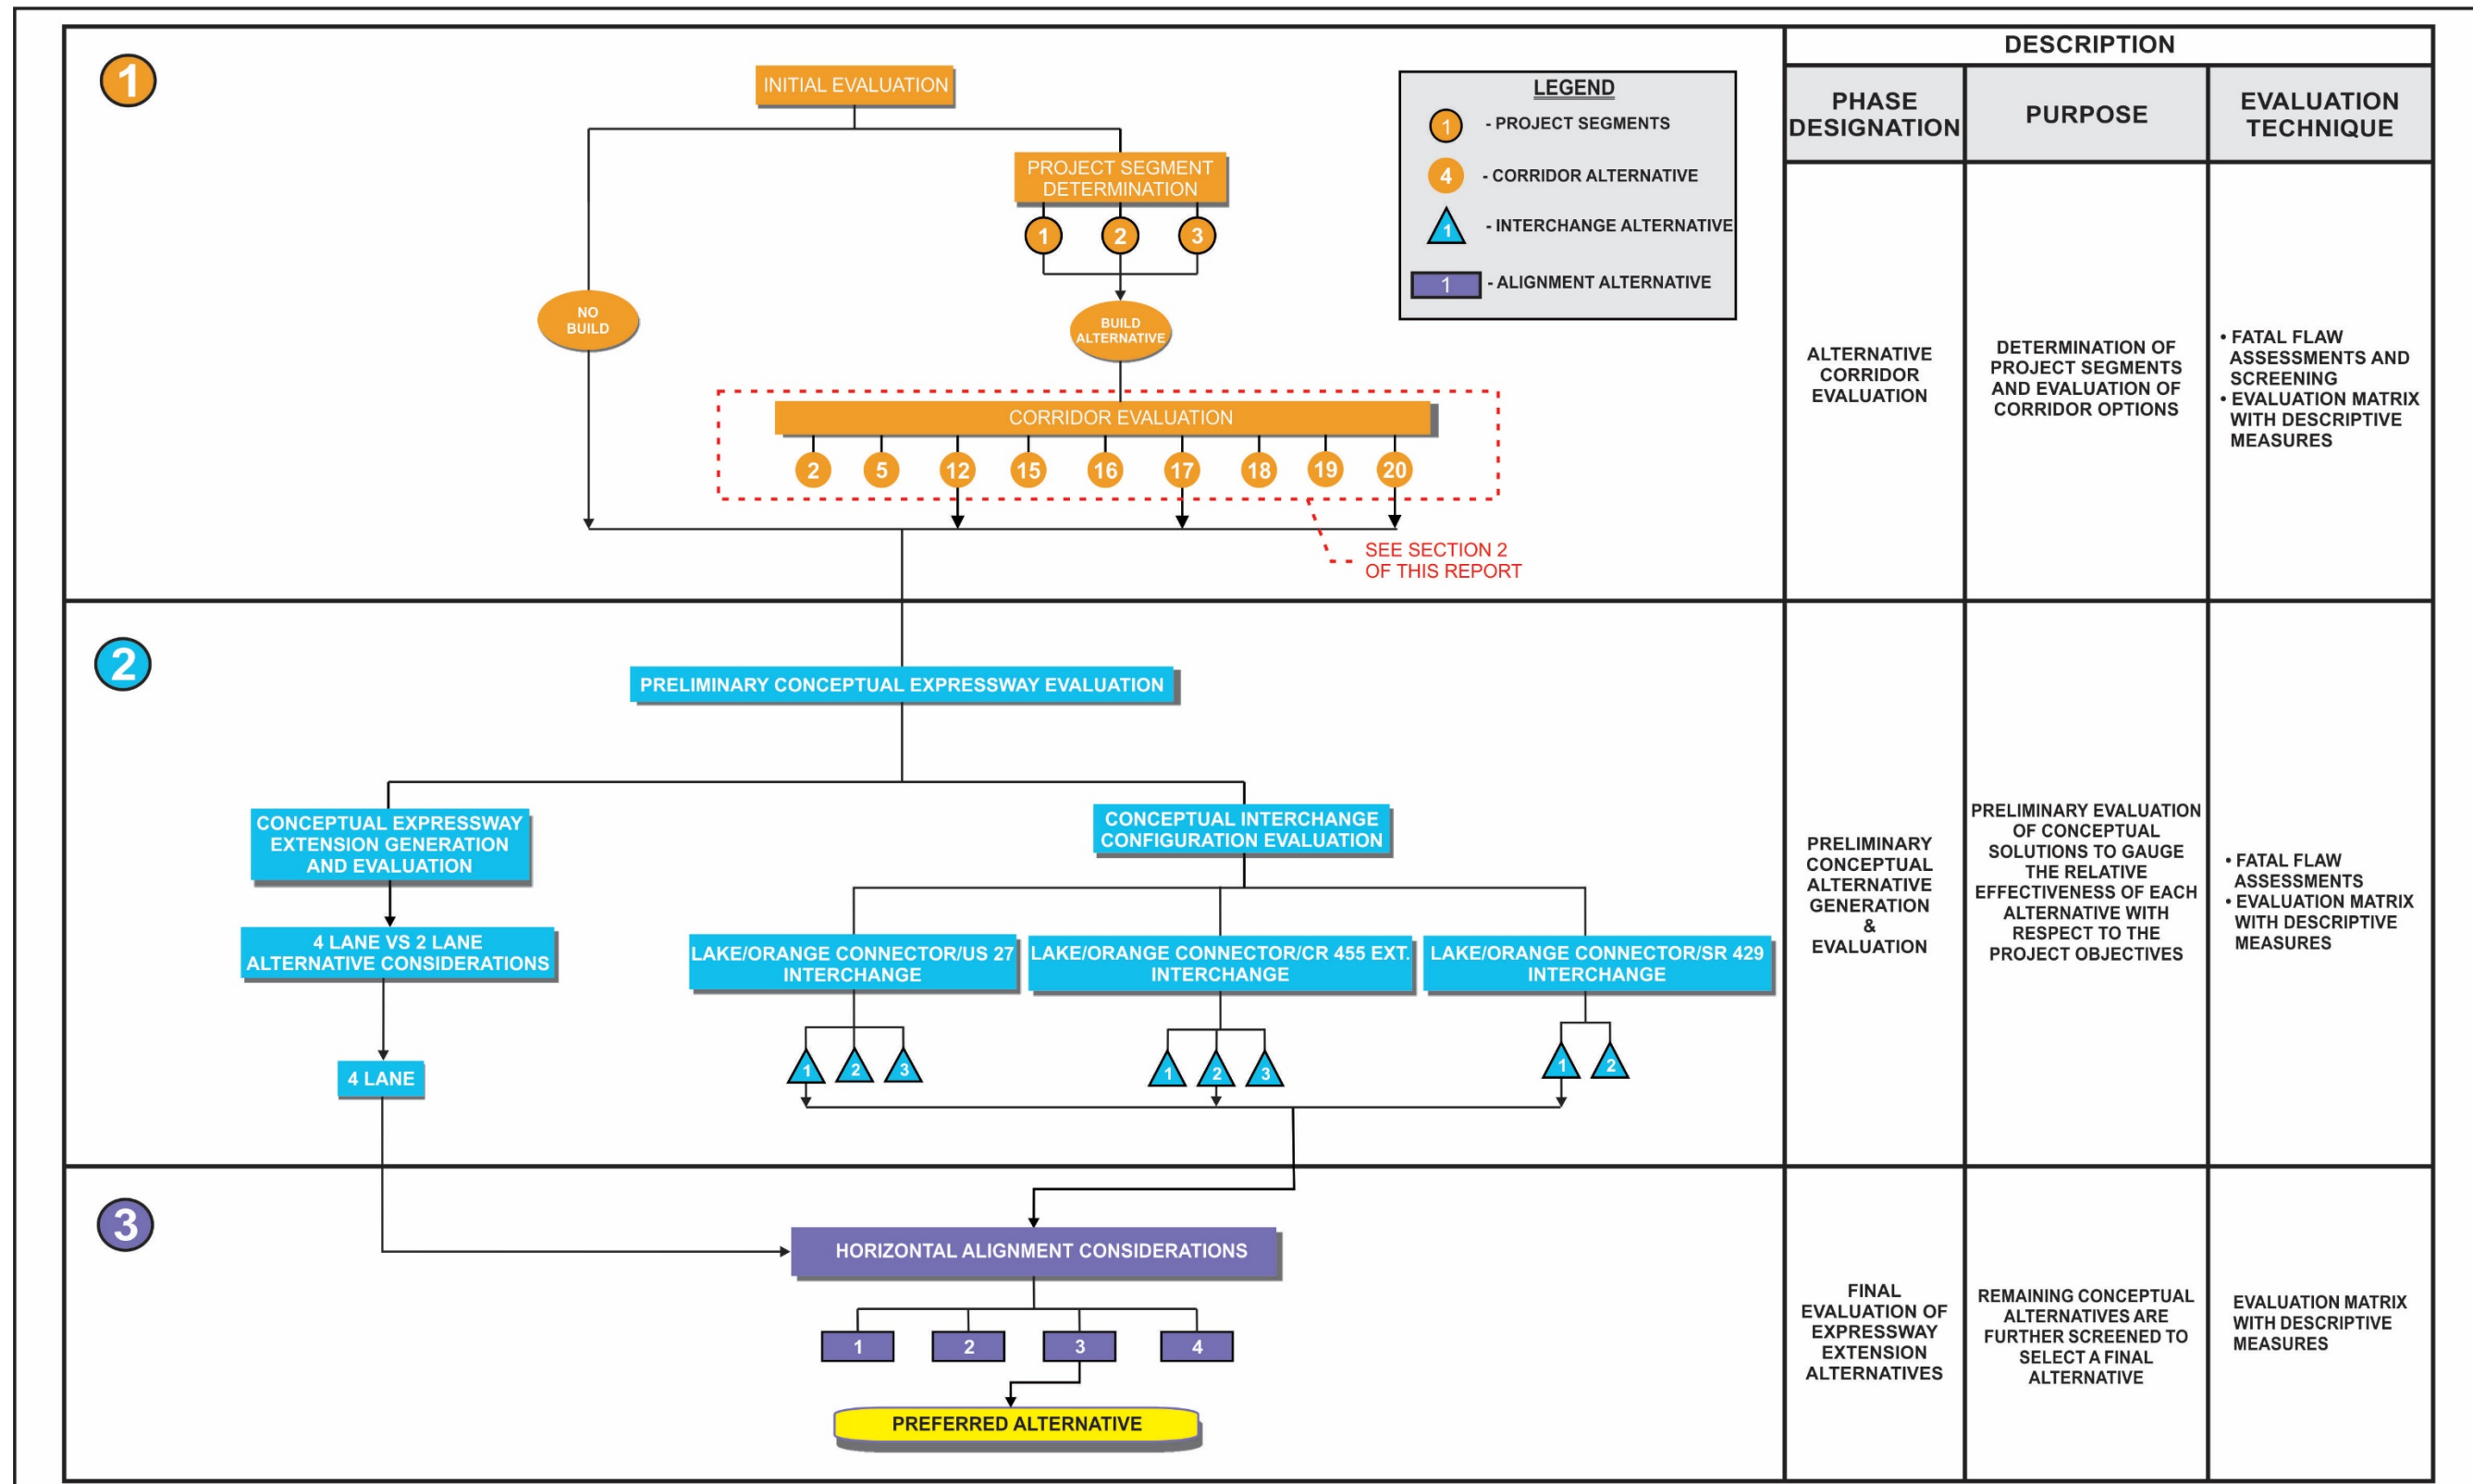 1
INITIAL EVALUATION
PROJECT SEGMENT
DETERMINATION
1
2
3
NO
BUILD
BUILD
ALTERNATIVE
CORRIDOR EVALUATION
2
5
12
15
16
17
18
19
20
SEE SECTION 2
OF THIS REPORT
LEGEND
1 - PROJECT SEGMENTS
4 - CORRIDOR ALTERNATIVE
1 - INTERCHANGE ALTERNATIVE
1 - ALIGNMENT ALTERNATIVE
DESCRIPTION
PHASE
DESIGNATION
PURPOSE
EVALUATION
TECHNIQUE
ALTERNATIVE
CORRIDOR
EVALUATION
DETERMINATION OF
PROJECT SEGMENTS
AND EVALUATION OF
CORRIDOR OPTIONS
• FATAL FLAW
ASSESSMENTS AND
SCREENING
• EVALUATION MATRIX
WITH DESCRIPTIVE
MEASURES
2
PRELIMINARY CONCEPTUAL EXPRESSWAY EVALUATION
CONCEPTUAL EXPRESSWAY
EXTENSION GENERATION
AND EVALUATION
4 LANE VS 2 LANE
ALTERNATIVE CONSIDERATIONS
4 LANE
CONCEPTUAL INTERCHANGE
CONFIGURATION EVALUATION
LAKE/ORANGE CONNECTOR/US 27
INTERCHANGE
1
2
3
LAKE/ORANGE CONNECTOR/CR 455 EXT.
INTERCHANGE
1
2
3
LAKE/ORANGE CONNECTOR/SR 429
INTERCHANGE
1
2
PRELIMINARY
CONCEPTUAL
ALTERNATIVE
GENERATION
&
EVALUATION
PRELIMINARY EVALUATION
OF CONCEPTUAL
SOLUTIONS TO GAUGE
THE RELATIVE
EFFECTIVENESS OF EACH
ALTERNATIVE WITH
RESPECT TO THE
PROJECT OBJECTIVES
• FATAL FLAW
ASSESSMENTS
• EVALUATION MATRIX
WITH DESCRIPTIVE
MEASURES
3
HORIZONTAL ALIGNMENT CONSIDERATIONS
1
2
3
4
PREFERRED ALTERNATIVE
FINAL
EVALUATION OF
EXPRESSWAY
EXTENSION
ALTERNATIVES
REMAINING CONCEPTUAL
ALTERNATIVES ARE
FURTHER SCREENED TO
SELECT A FINAL
ALTERNATIVE
EVALUATION MATRIX
WITH DESCRIPTIVE
MEASURES